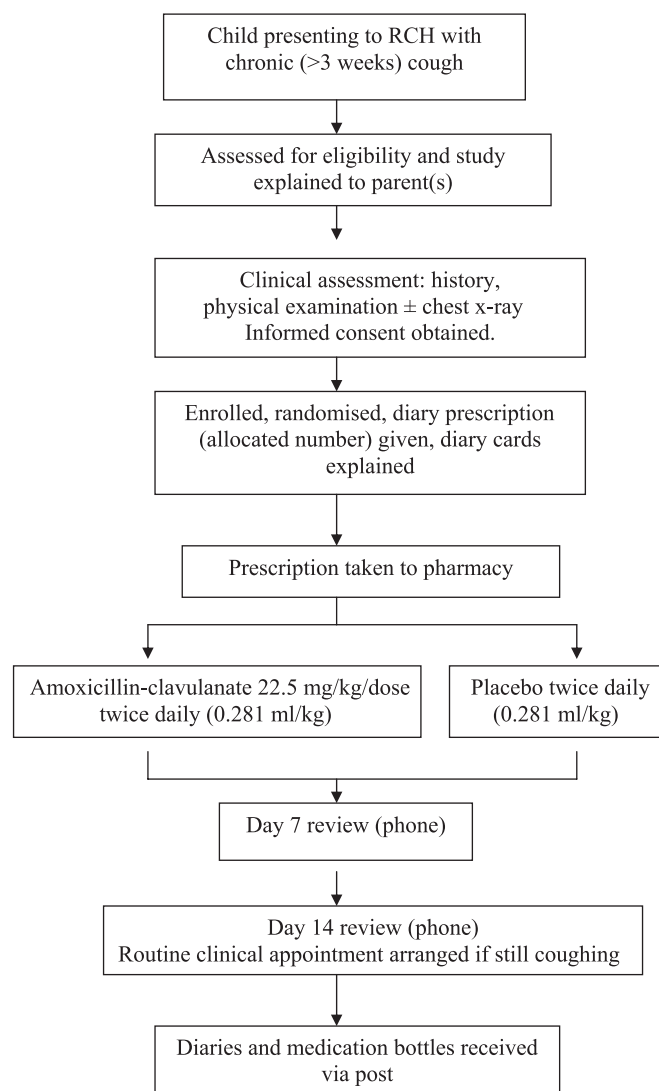 Child presenting to RCH with
chronic (>3 weeks) cough
Assessed for eligibility and study
explained to parent(s)
Clinical assessment: history,
physical examination ± chest x-ray
Informed consent obtained.
Enrolled, randomised, diary prescription
(allocated number) given, diary cards
explained
Prescription taken to pharmacy
Amoxicillin-clavulanate 22.5 mg/kg/dose
twice daily (0.281 ml/kg)
Placebo twice daily
(0.281 ml/kg)
Day 7 review (phone)
Day 14 review (phone)
Routine clinical appointment arranged if still coughing
Diaries and medication bottles received
via post